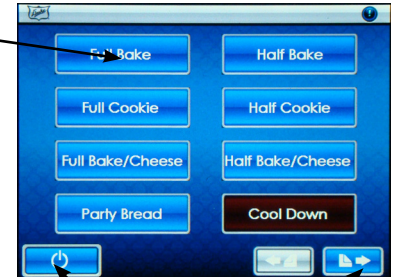 Full Bake
Half Bake
Full Cookie
Half Cookie
Full Bake/Cheese
Half Bake/Cheese
Party Bread
Cool Down